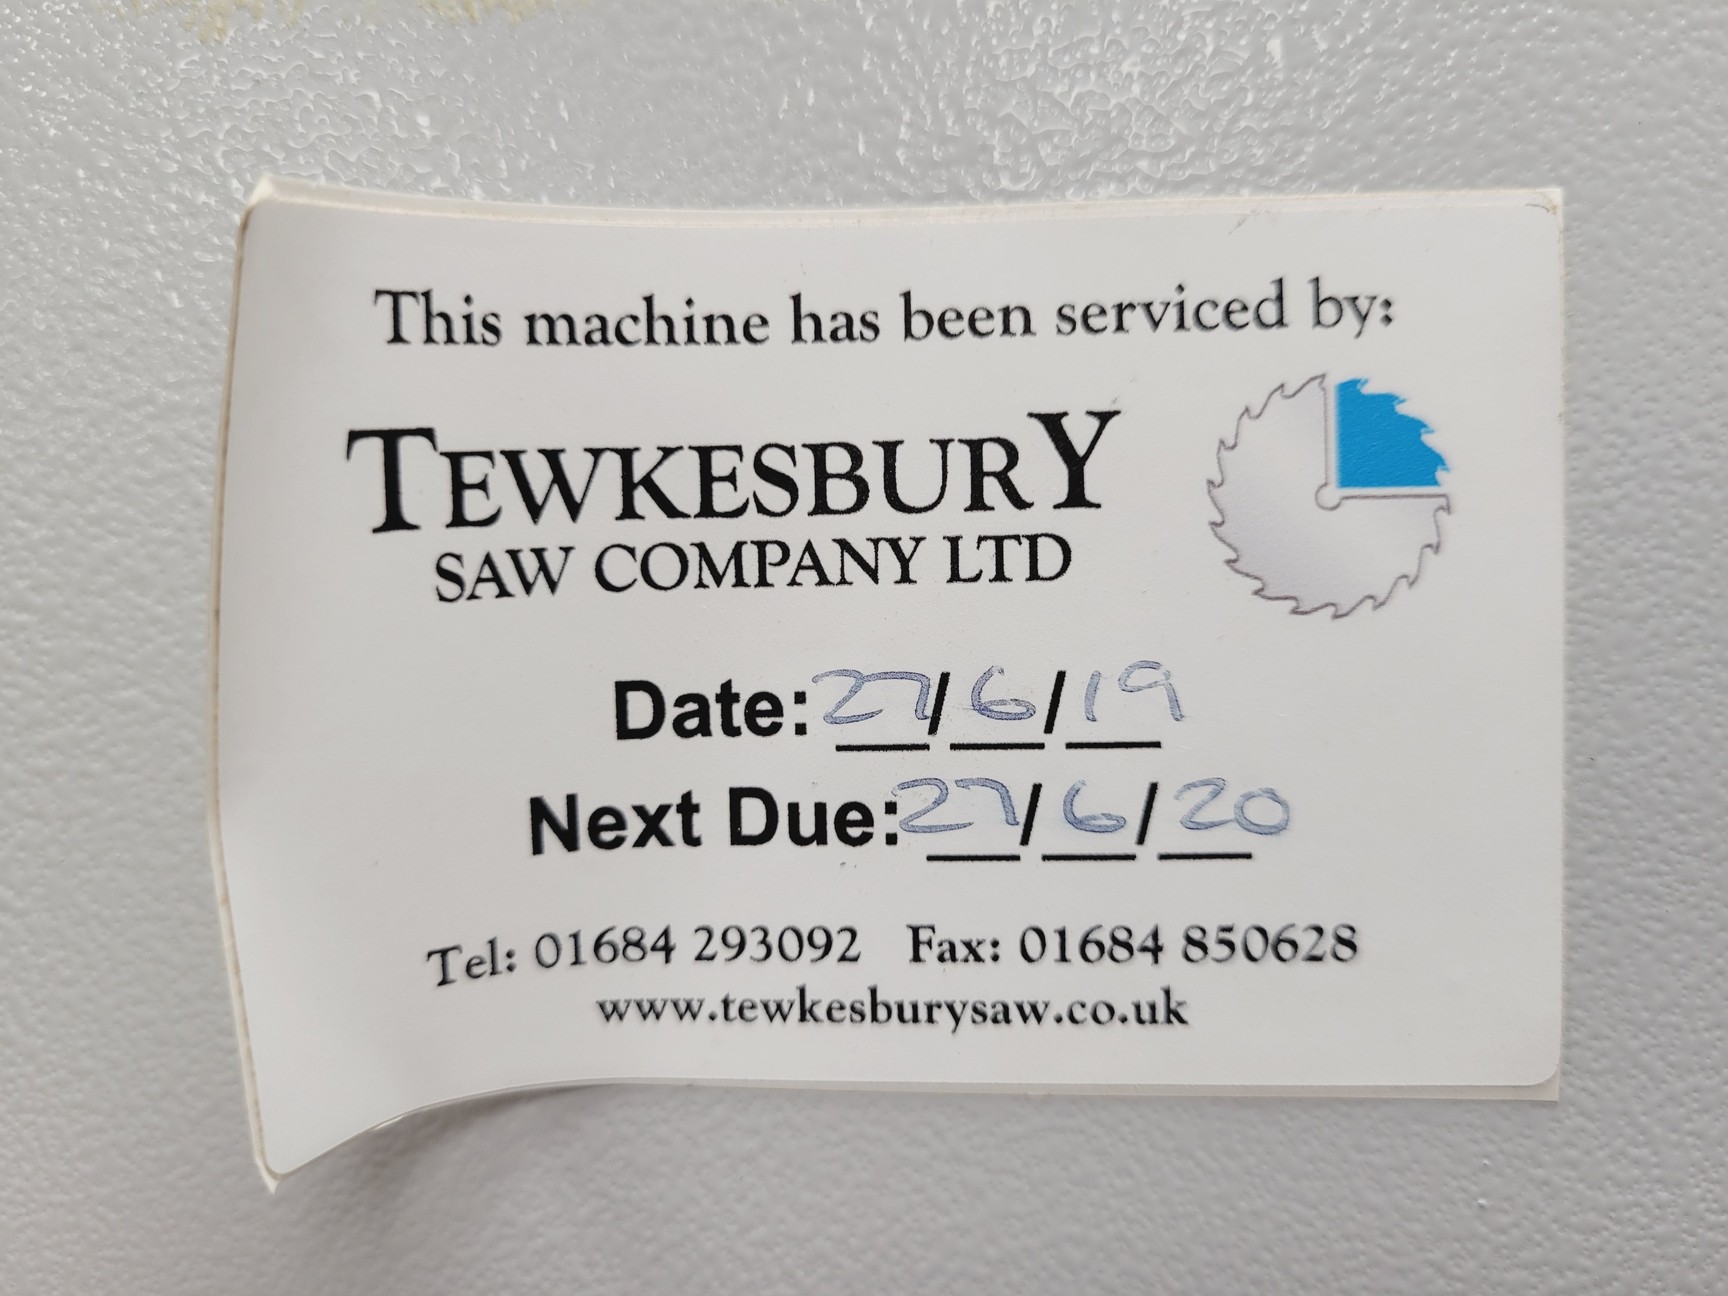 This machine has been serviced by:
TEWKESBURY
SAW COMPANY LTD
Date: 27/6/19
Next Due: 27/6/20
Tel: 01684 293092 Fax: 01684 850628
www.tewkesburysaw.co.uk